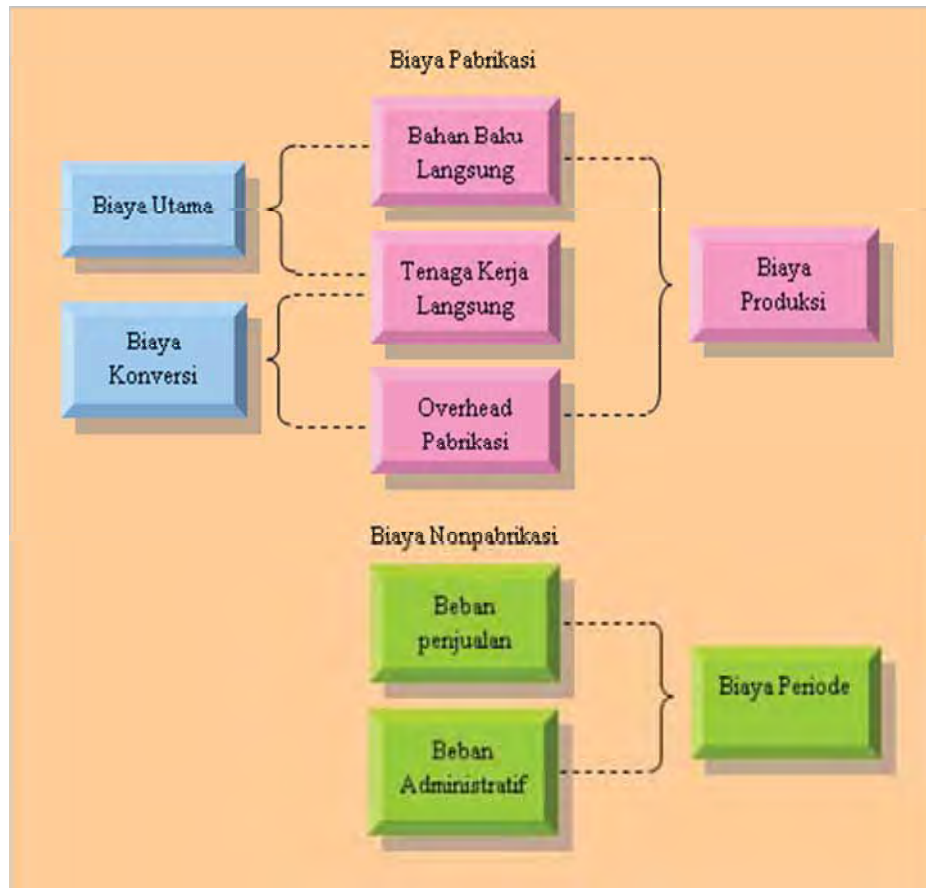 Biaya Pabrikasi
Bahan Baku
Langsung
Biaya Utama
Tenaga Kerja
Langsung
Biaya
Produksi
Biaya
Konversi
Overhead
Pabrikasi
Biaya Nonpabrikasi
Beban
penjualan
Biaya Periode
Beban
Administratif